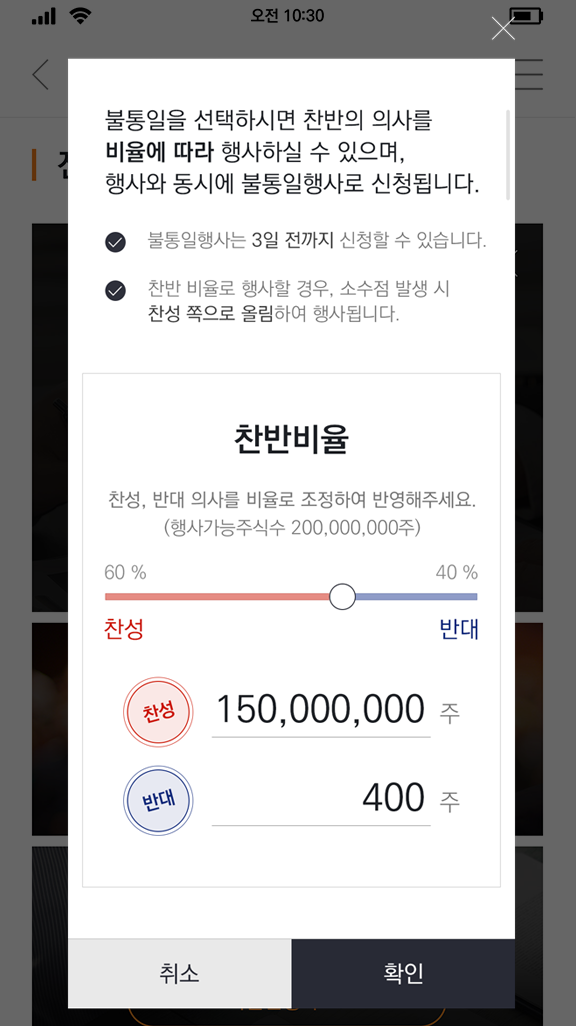 오전 10:30
불통일을 선택하시면 찬반의 의사를
비율에 따라 행사하실 수 있으며,
행사와 동시에 불통일행사로 신청됩니다.
불통일행사는 3일 전까지 신청할 수 있습니다.
찬반 비율로 행사할 경우, 소수점 발생 시
찬성 쪽으로 올림하여 행사됩니다.
찬반비율
찬성, 반대 의사를 비율로 조정하여 반영해주세요.
(행사가능주식수 200,000,000주)
60 % 40 %
찬성 반대
찬성 150,000,000 주
반대 400 주
취소 확인